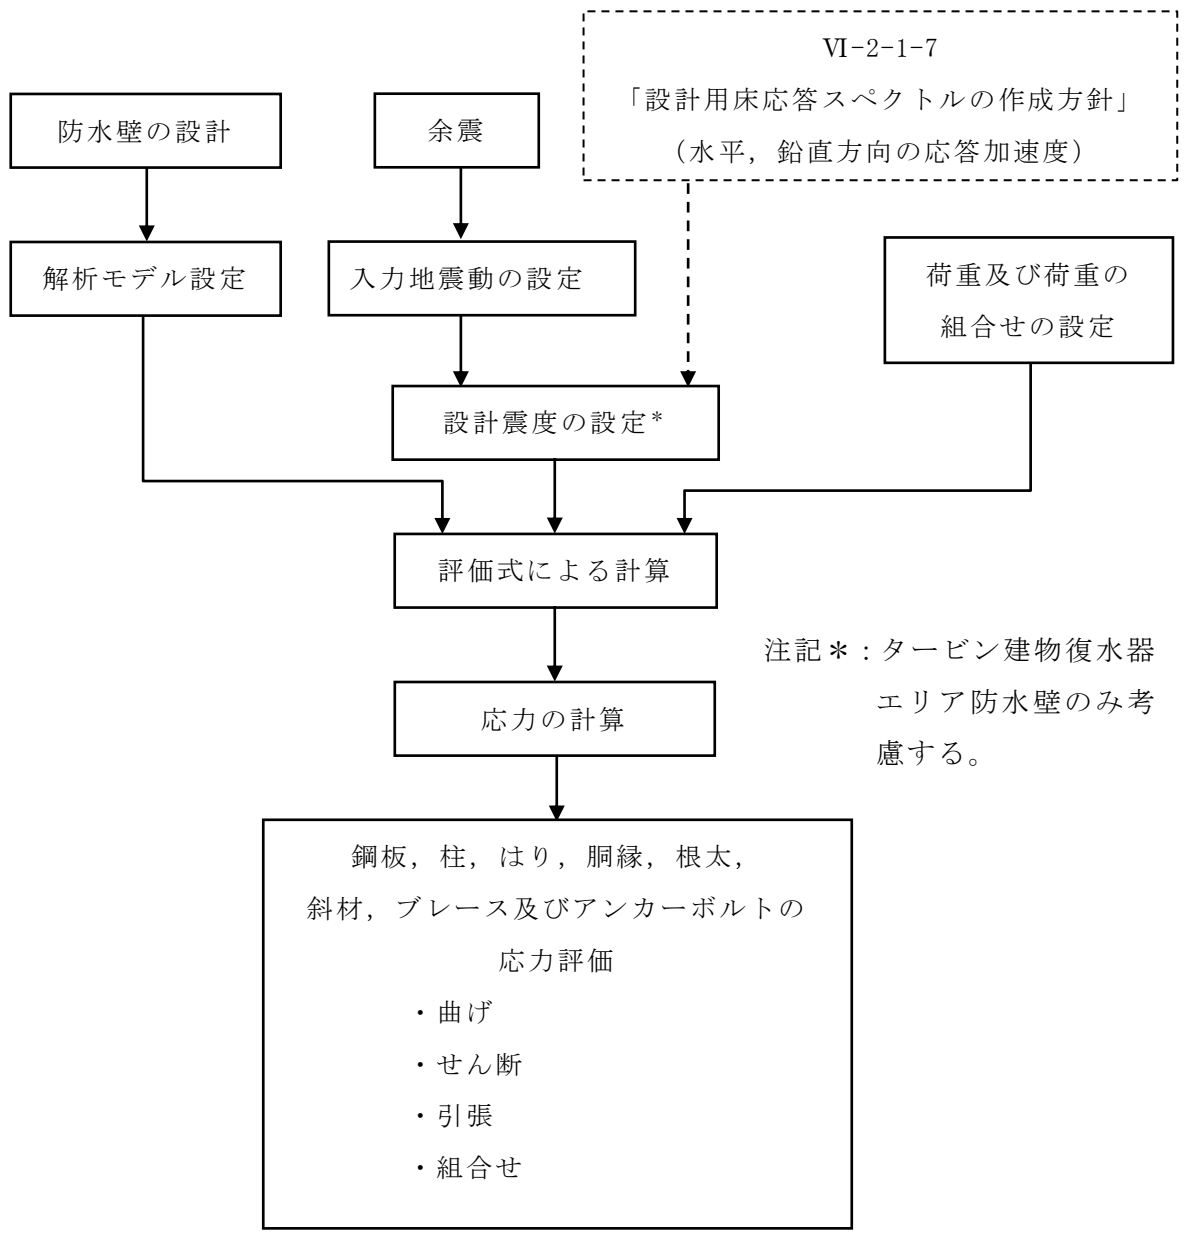 Ⅵ-2-1-7
「設計用床応答スペクトルの作成方針」
（水平，鉛直方向の応答加速度）
防水壁の設計
余震
解析モデル設定
入力地震動の設定
荷重及び荷重の
組合せの設定
設計震度の設定*
評価式による計算
注記＊：タービン建物復水器
エリア防水壁のみ考
慮する。
応力の計算
鋼板，柱，はり，胴縁，根太，
斜材，ブレース及びアンカーボルトの
応力評価
・曲げ
・せん断
・引張
・組合せ